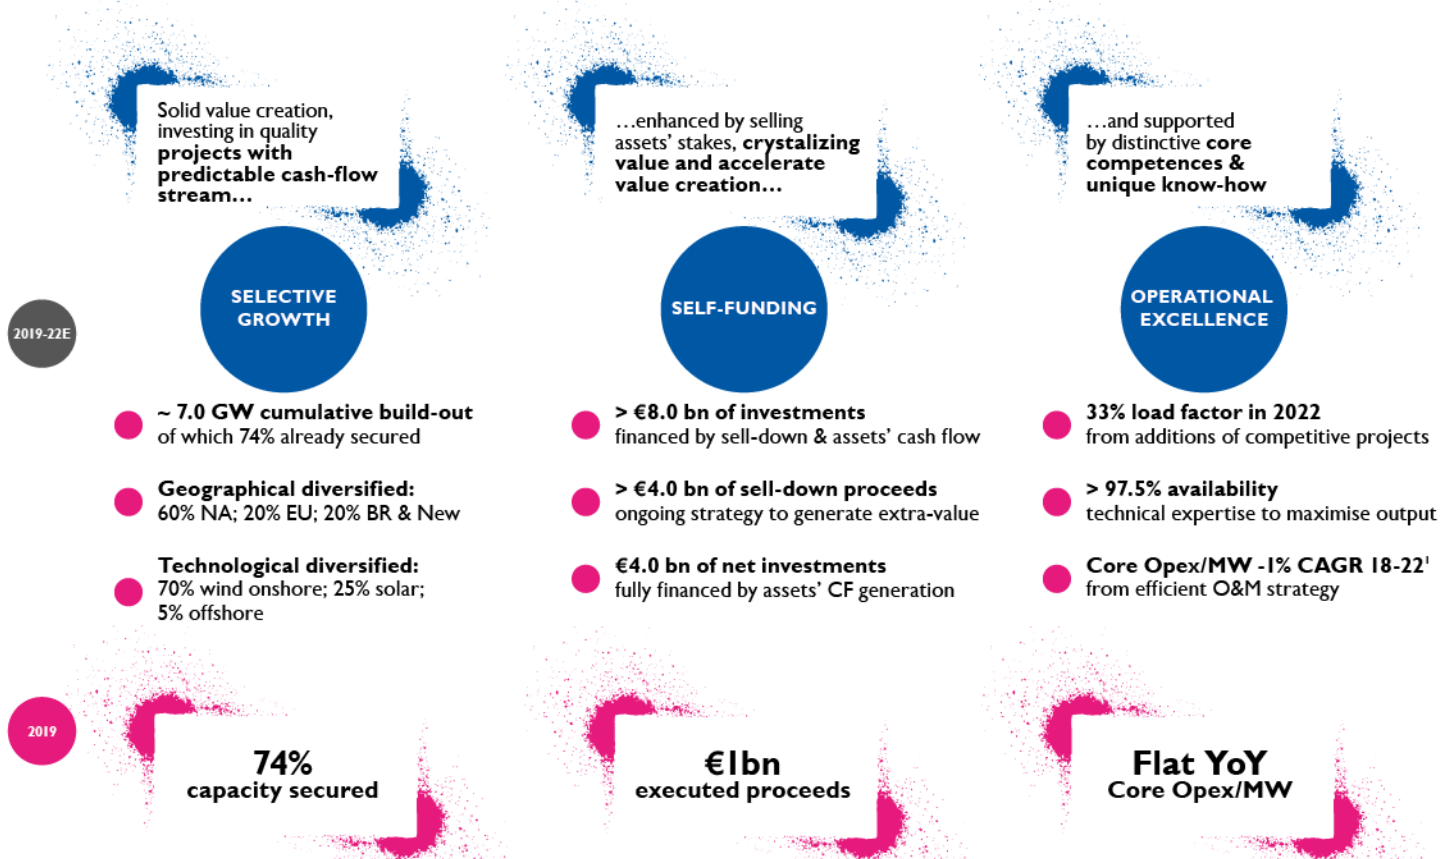 Solid value creation,
investing in quality
projects with
predictable cash-flow
stream...
...enhanced by selling
assets' stakes, crystalizing
value and accelerate
value creation...
...and supported
by distinctive core
competences &
unique know-how
2019-22E
SELECTIVE
GROWTH
SELF-FUNDING
OPERATIONAL
EXCELLENCE
~ 7.0 GW cumulative build-out
of which 74% already secured
Geographical diversified:
60% NA; 20% EU; 20% BR & New
Technological diversified:
70% wind onshore; 25% solar;
5% offshore
> €8.0 bn of investments
financed by sell-down & assets' cash flow
> €4.0 bn of sell-down proceeds
ongoing strategy to generate extra-value
€4.0 bn of net investments
fully financed by assets' CF generation
33% load factor in 2022
from additions of competitive projects
> 97.5% availability
technical expertise to maximise output
Core Opex/MW -1% CAGR 18-22¹
from efficient O&M strategy
2019
74%
capacity secured
€1bn
executed proceeds
Flat YoY
Core Opex/MW